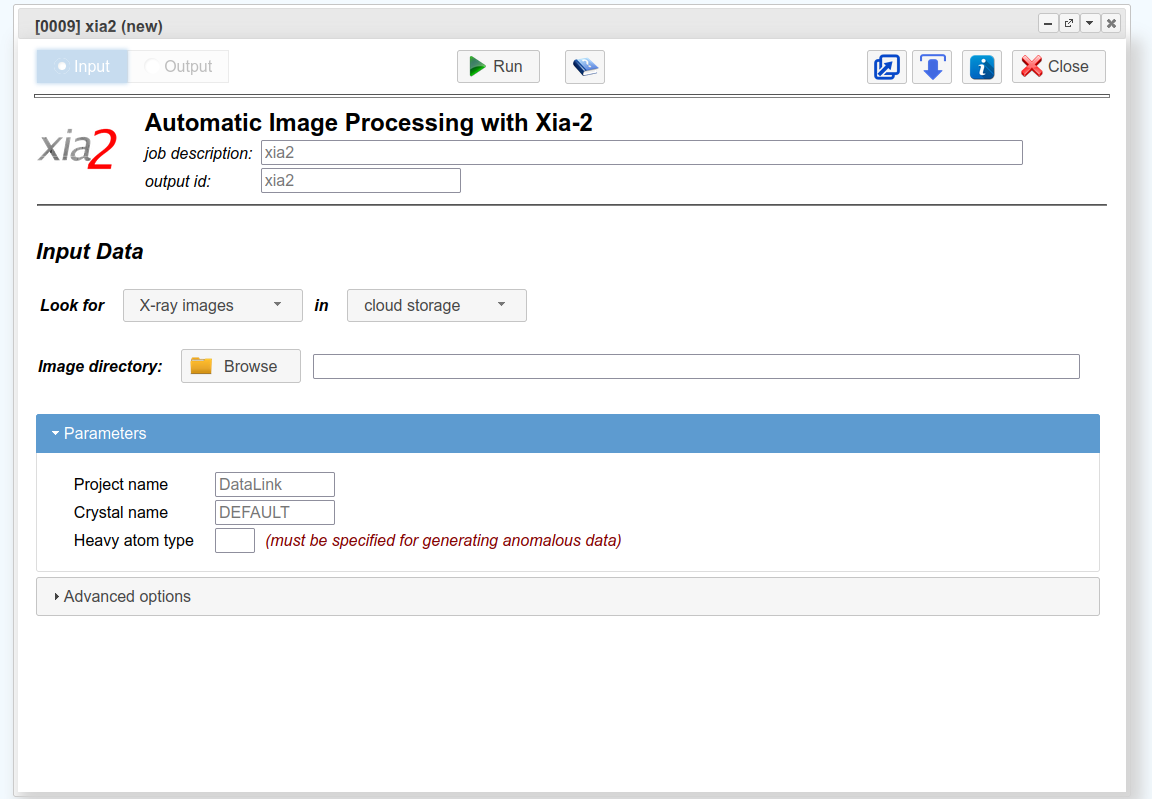 [0009] xia2 (new)
Input Output Run Close
xia2
Automatic Image Processing with Xia-2
job description: xia2
output id: xia2
Input Data
Look for X-ray images in cloud storage
Image directory: Browse
Parameters
Project name DataLink
Crystal name DEFAULT
Heavy atom type (must be specified for generating anomalous data)
Advanced options